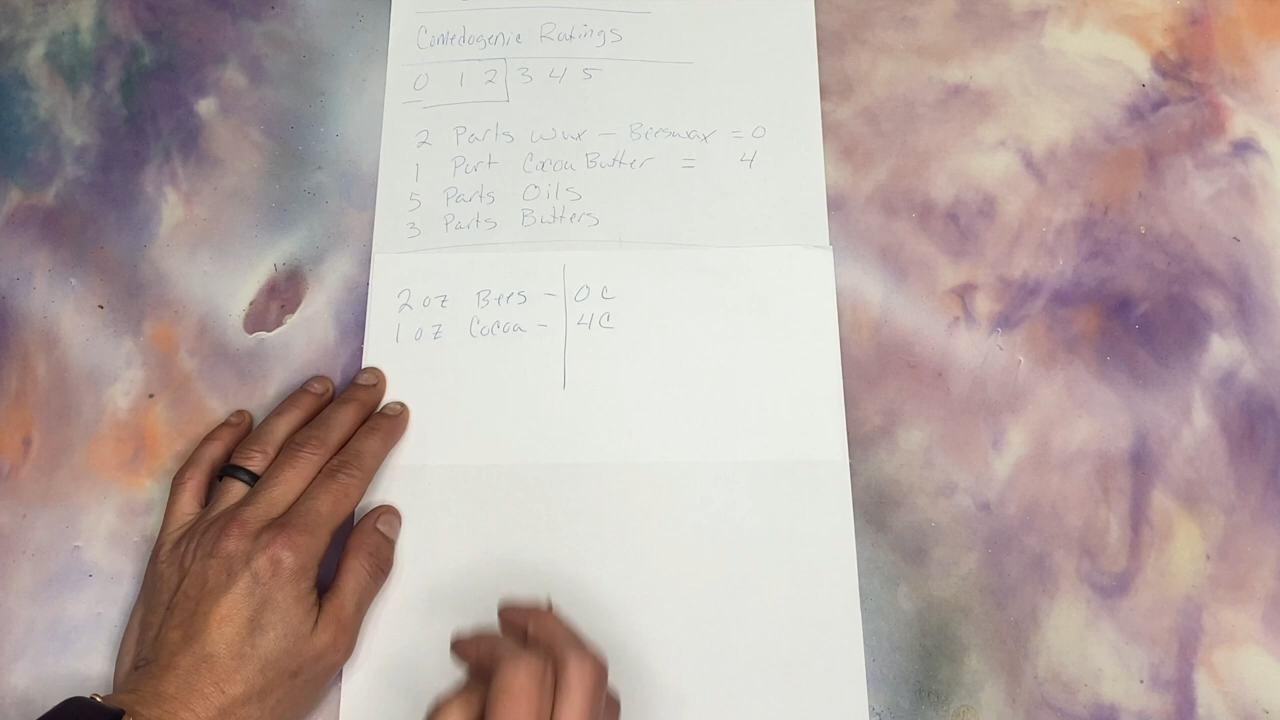 Comedogenic Ratings
0 1 2 3 4 5
2 Parts Wax - Beeswax = 0
1 Part Cocoa Butter = 4
5 Parts Oils
3 Parts Butters
2 oz Bees - 0 C
1 oz Cocoa - 4 C